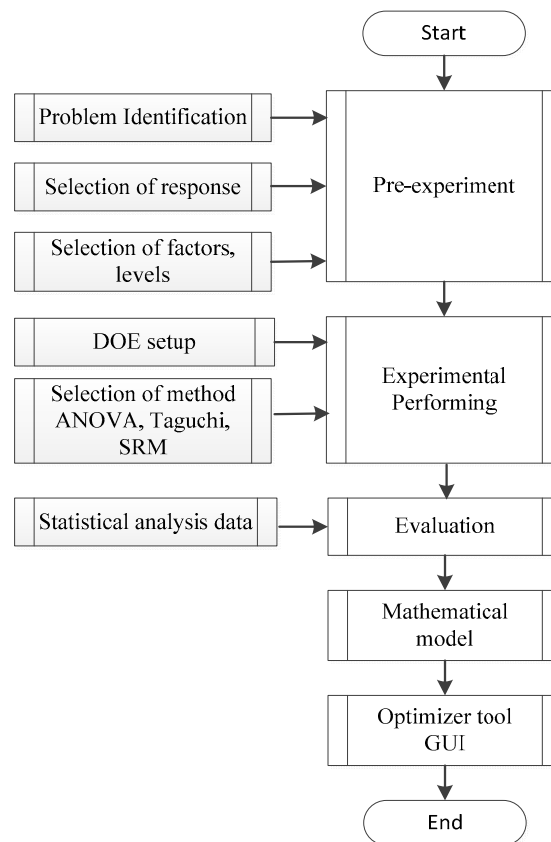 Start
Problem Identification
Selection of response
Selection of factors,
levels
Pre-experiment
DOE setup
Selection of method
ANOVA, Taguchi,
SRM
Experimental
Performing
Statistical analysis data
Evaluation
Mathematical
model
Optimizer tool
GUI
End